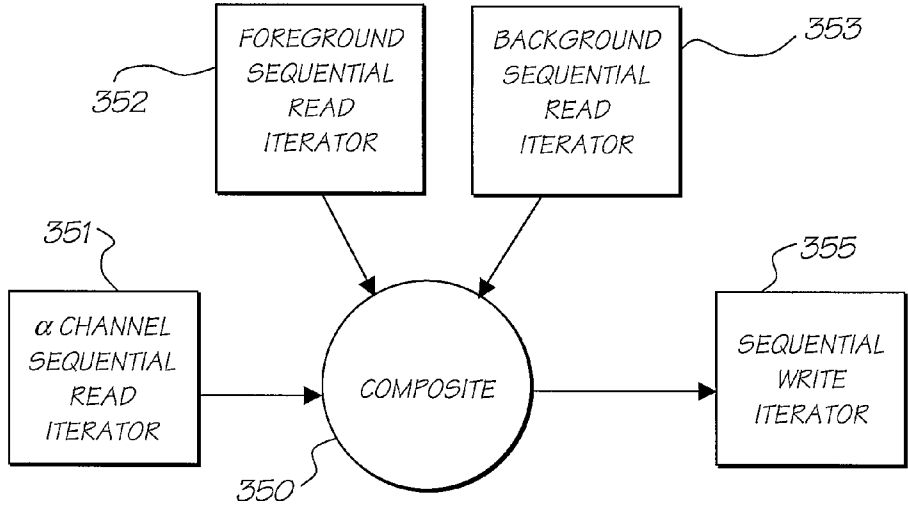 FOREGROUND
SEQUENTIAL
READ
ITERATOR
352
BACKGROUND
SEQUENTIAL
READ
ITERATOR
353
351
α CHANNEL
SEQUENTIAL
READ
ITERATOR
COMPOSITE
350
355
SEQUENTIAL
WRITE
ITERATOR